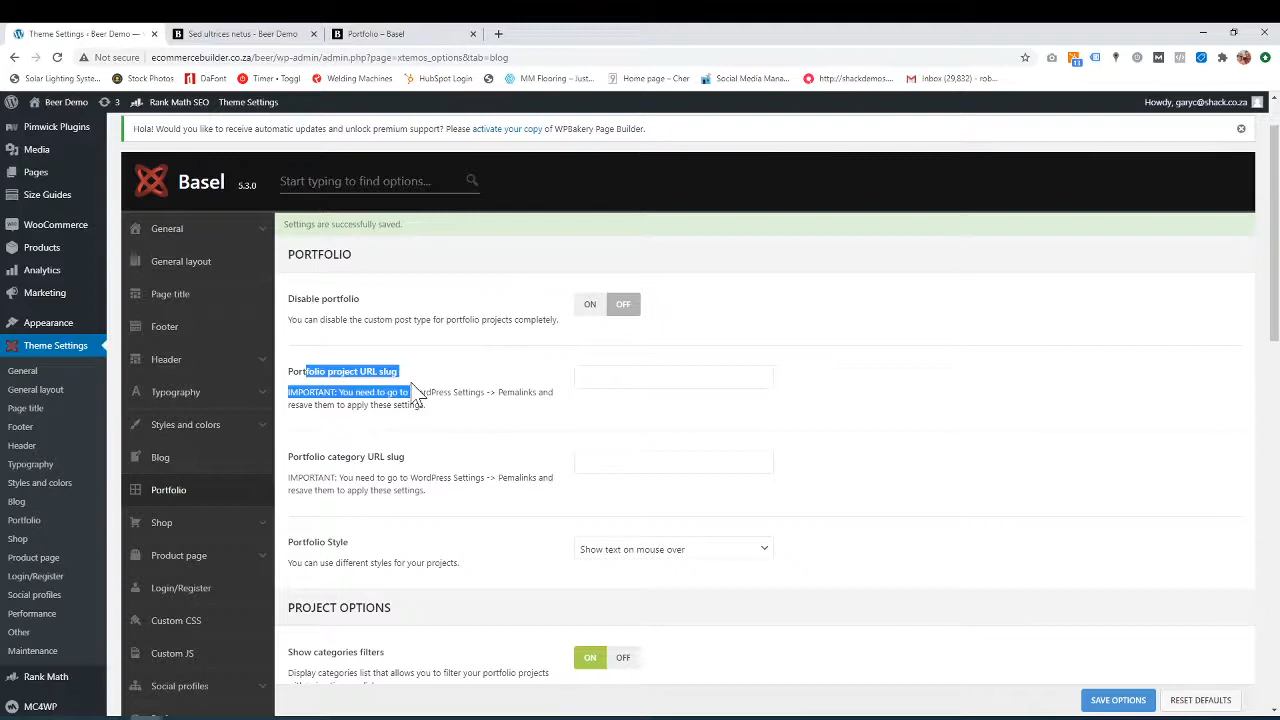 Theme Settings ‹ Beer Demo —
Sed ultrices netus - Beer Demo
Portfolio – Basel
Not secure
ecommercebuilder.co.za/beer/wp-admin/admin.php?page=xtemos_options&tab=blog
Solar Lighting Syste...
Stock Photos
DaFont
Timer • Toggl
Welding Machines
HubSpot Login
MM Flooring – Just...
Home page – Cher
Social Media Mana...
http://shackdemos...
Inbox (29,832) - rob...
Beer Demo
3
Rank Math SEO
Theme Settings
Howdy, garyc@shack.co.za
Pimwick Plugins
Media
Pages
Size Guides
WooCommerce
Products
Analytics
Marketing
Appearance
Theme Settings
General
General layout
Page title
Footer
Header
Typography
Styles and colors
Blog
Portfolio
Shop
Product page
Login/Register
Social profiles
Performance
Other
Maintenance
Rank Math
MC4WP
Hola! Would you like to receive automatic updates and unlock premium support? Please activate your copy of WPBakery Page Builder.
Basel
5.3.0
Start typing to find options...
General
General layout
Page title
Footer
Header
Typography
Styles and colors
Blog
Portfolio
Shop
Product page
Login/Register
Custom CSS
Custom JS
Social profiles
Settings are successfully saved.
PORTFOLIO
Disable portfolio
You can disable the custom post type for portfolio projects completely.
ON
OFF
Portfolio project URL slug
IMPORTANT: You need to go to WordPress Settings -> Pemalinks and
resave them to apply these settings.
Portfolio category URL slug
IMPORTANT: You need to go to WordPress Settings -> Pemalinks and
resave them to apply these settings.
Portfolio Style
You can use different styles for your projects.
Show text on mouse over
PROJECT OPTIONS
Show categories filters
Display categories list that allows you to filter your portfolio projects
ON
OFF
SAVE OPTIONS
RESET DEFAULTS